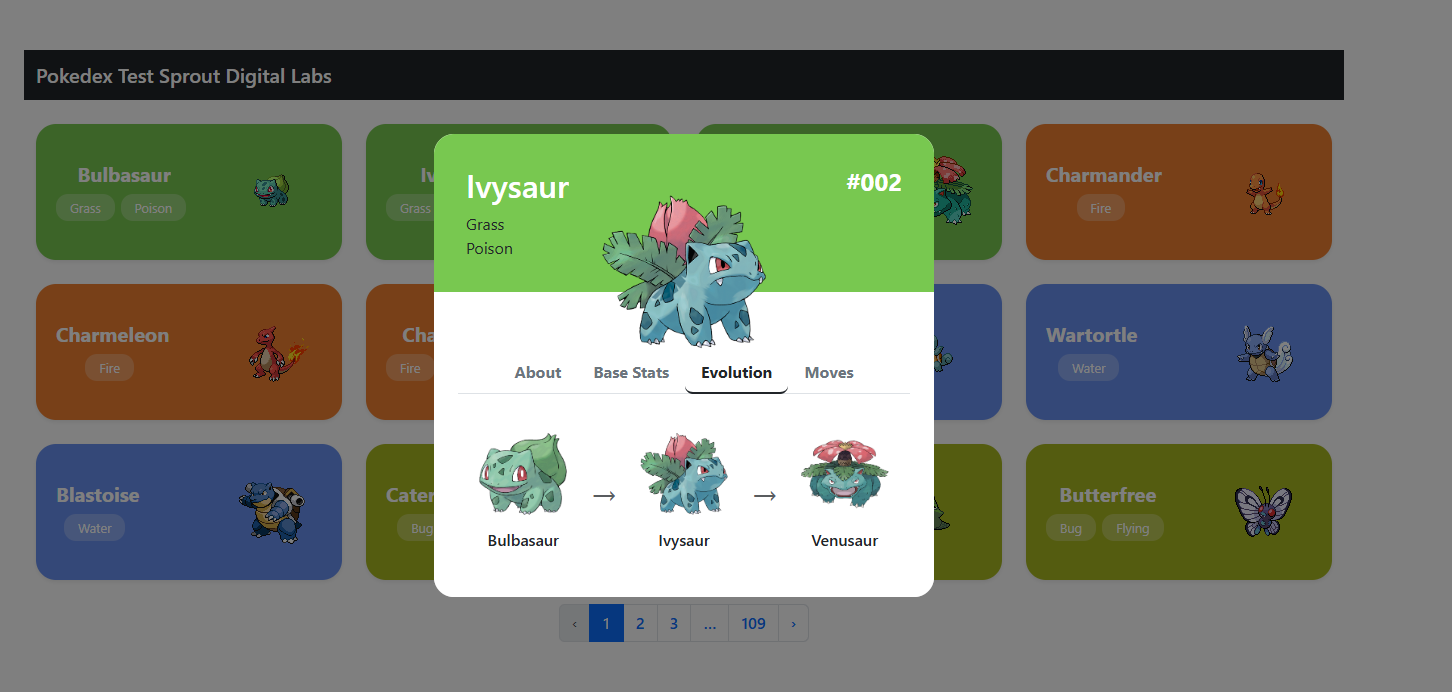 Pokedex Test Sprout Digital Labs
Bulbasaur
Grass Poison
Iv
Grass
Charmander
Fire
Ivysaur
#002
Grass
Poison
Charmeleon
Fire
Cha
Fire
Wartortle
Water
About Base Stats Evolution Moves
Blastoise
Water
Cater
Bug
Butterfree
Bug Flying
Bulbasaur → Ivysaur → Venusaur
‹ 1 2 3 ... 109 ›